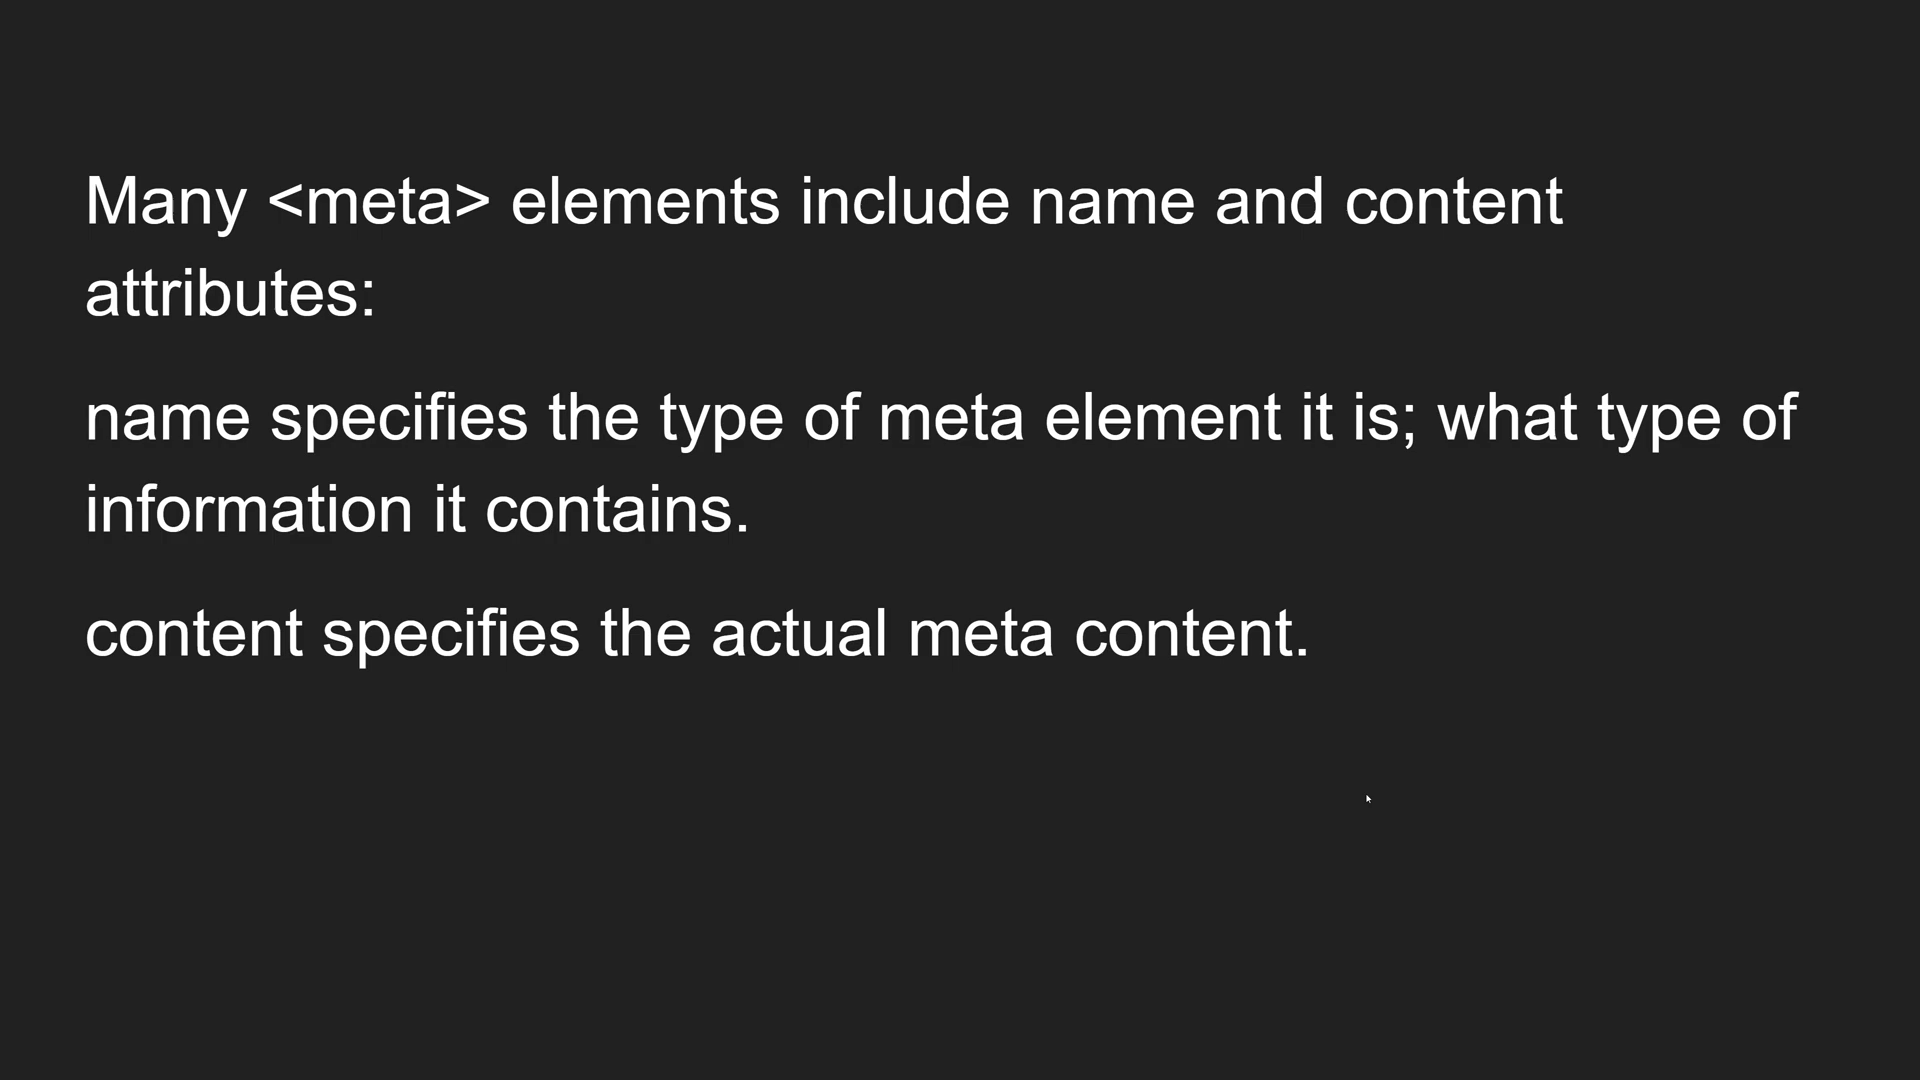 Many <meta> elements include name and content
attributes:
name specifies the type of meta element it is; what type of
information it contains.
content specifies the actual meta content.